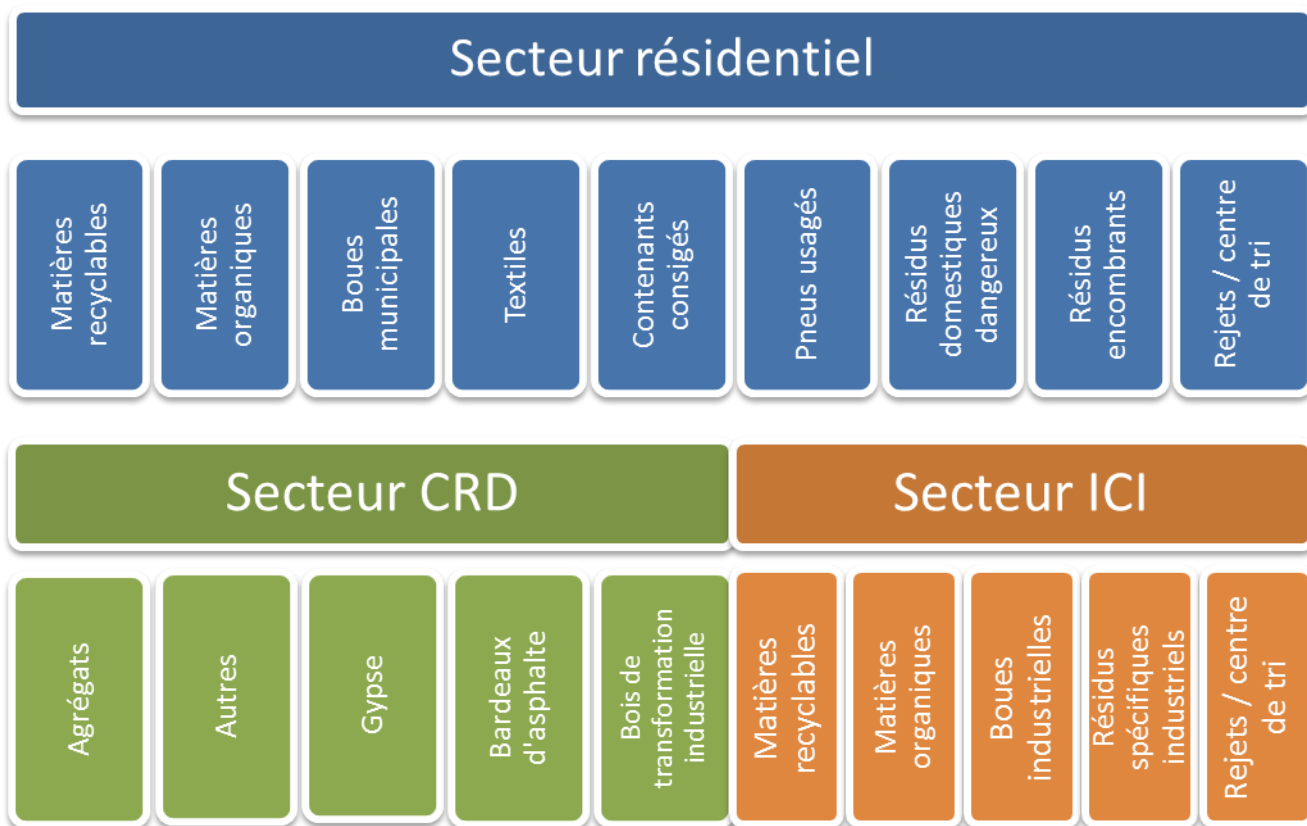 Secteur résidentiel
Matières
recyclables
Matières
organiques
Boues
municipales
Textiles
Contenants
consignés
Pneus usagés
Résidus
domestiques
dangereux
Résidus
encombrants
Rejets / centre
de tri
Secteur CRD
Agrégats
Autres
Gypse
Bardeaux
d'asphalte
Bois de
transformation
industrielle
Secteur ICI
Matières
recyclables
Matières
organiques
Boues
industrielles
Résidus
spécifiques
industriels
Rejets / centre
de tri